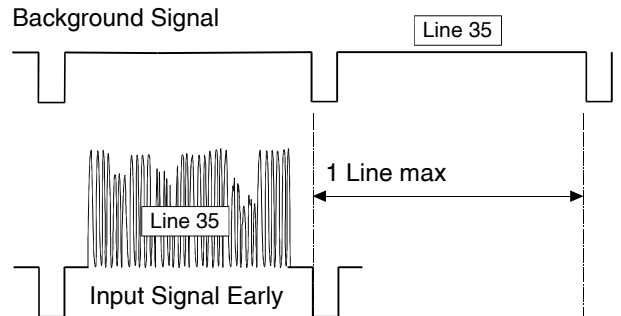 Background Signal
Line 35
1 Line max
Line 35
Input Signal Early